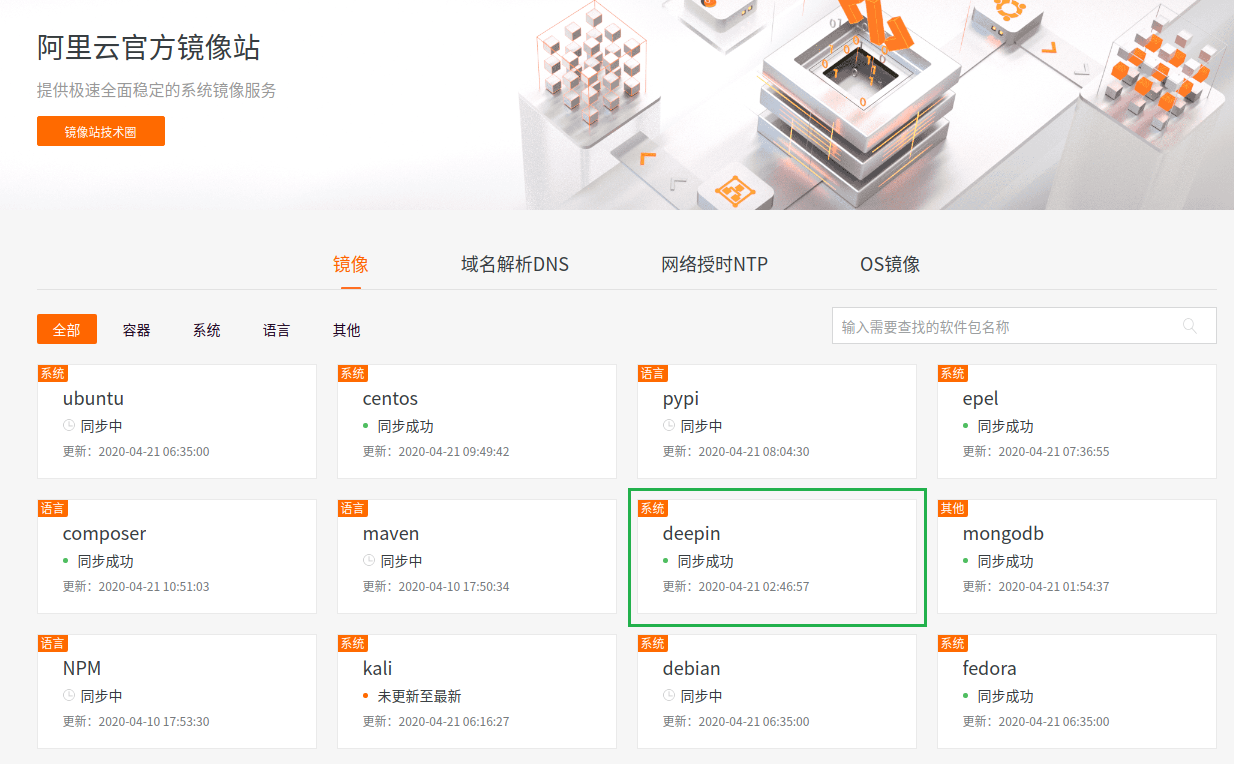 阿里云官方镜像站
提供极速全面稳定的系统镜像服务
镜像站技术圈
镜像 域名解析DNS 网络授时NTP OS镜像
全部 容器 系统 语言 其他 输入需要查找的软件包名称
系统
ubuntu
同步中
更新：2020-04-21 06:35:00
系统
centos
同步成功
更新：2020-04-21 09:49:42
语言
pypi
同步中
更新：2020-04-21 08:04:30
系统
epel
同步成功
更新：2020-04-21 07:36:55
语言
composer
同步成功
更新：2020-04-21 10:51:03
语言
maven
同步中
更新：2020-04-10 17:50:34
系统
deepin
同步成功
更新：2020-04-21 02:46:57
其他
mongodb
同步成功
更新：2020-04-21 01:54:37
语言
NPM
同步中
更新：2020-04-10 17:53:30
系统
kali
未更新至最新
更新：2020-04-21 06:16:27
系统
debian
同步中
更新：2020-04-21 06:35:00
系统
fedora
同步成功
更新：2020-04-21 06:35:00